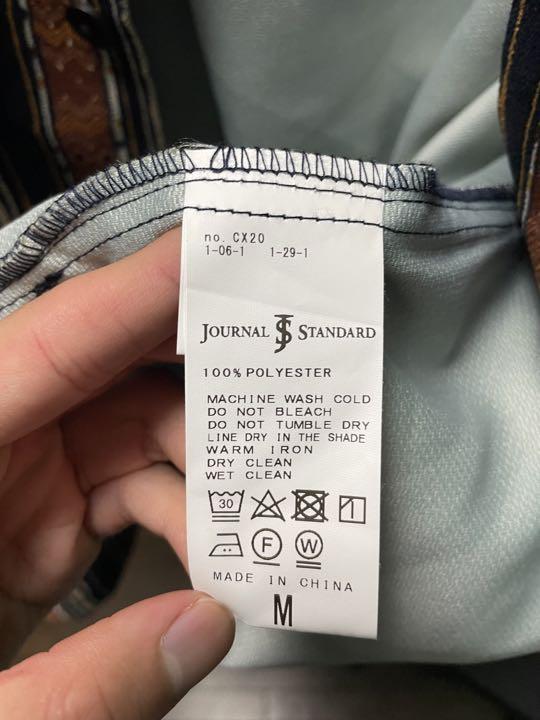 no. CX20
1-06-1 1-29-1
JOURNAL JS STANDARD
100% POLYESTER
MACHINE WASH COLD
DO NOT BLEACH
DO NOT TUMBLE DRY
LINE DRY IN THE SHADE
WARM IRON
DRY CLEAN
WET CLEAN
30
F W
MADE IN CHINA
M